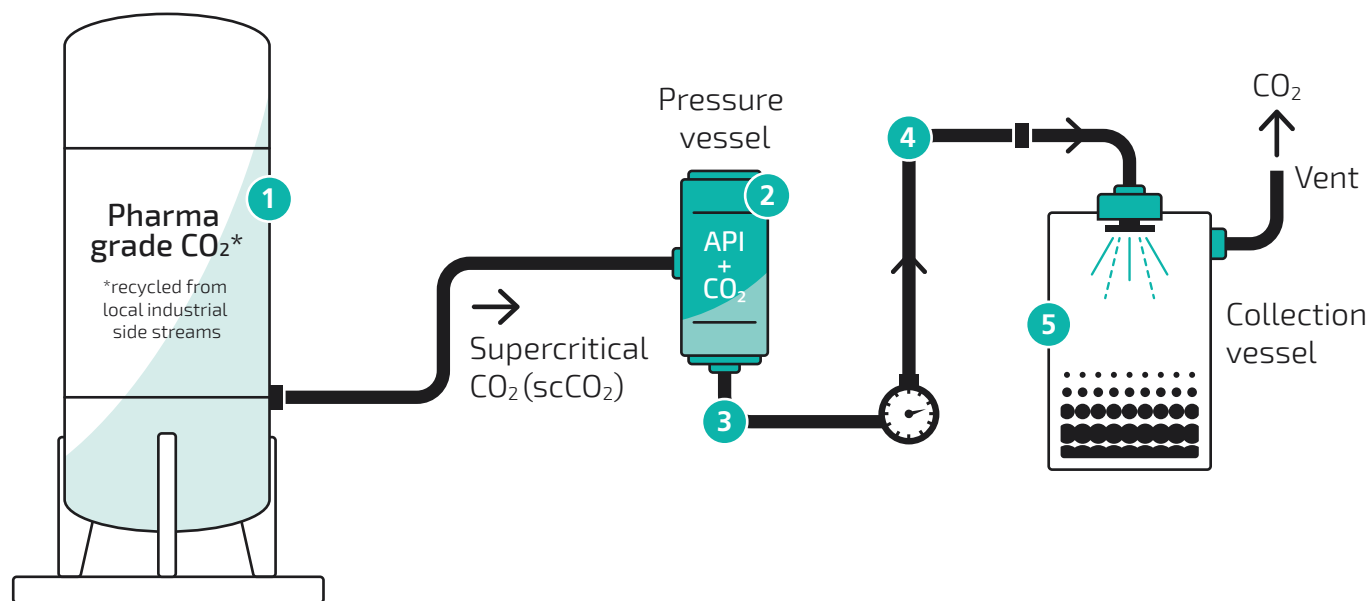 Pharma
grade CO₂*
*recycled from
local industrial
side streams
1
Supercritical
CO₂ (scCO₂)
Pressure
vessel
2
API
+
CO₂
3
4
CO₂
Vent
5
Collection
vessel